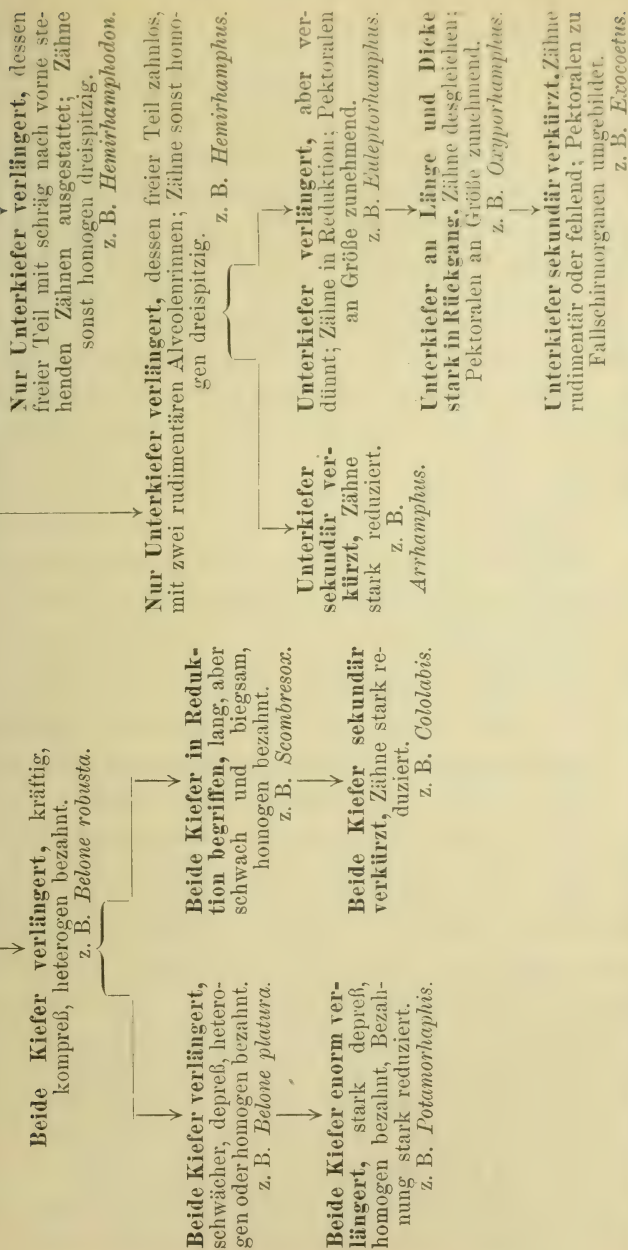 Beide Kiefer verlängert, kräftig,
kompreß, heterogen bezahnt.
z. B. Belone robusta.
Beide Kiefer verlängert,
schwächer, depreß, hetero-
gen oder homogen bezahnt.
z. B. Belone platura.
Beide Kiefer enorm ver-
längert, stark depreß,
homogen bezahnt, Bezah-
nung stark reduziert.
z. B. Potamorhaphis.
Beide Kiefer in Reduk-
tion begriffen, lang, aber
schwach und biegsam,
homogen bezahnt.
z. B. Scombresox.
Beide Kiefer sekundär
verkürzt, Zähne stark re-
duziert.
z. B. Cololabis.
Nur Unterkiefer verlängert, dessen
freier Teil mit schräg nach vorne ste-
henden Zähnen ausgestattet; Zähne
sonst homogen dreispitzig.
z. B. Hemirhamphodon.
Nur Unterkiefer verlängert, dessen freier Teil zahnlos,
mit zwei rudimentären Alveolenrinnen; Zähne sonst homo-
gen dreispitzig.
z. B. Hemirhamphus.
Unterkiefer
sekundär ver-
kürzt, Zähne
stark reduziert.
z. B.
Arrhamphus.
Unterkiefer verlängert, aber ver-
dünnt; Zähne in Reduktion; Pektoralen
an Größe zunehmend.
z. B. Euleptorhamphus.
Unterkiefer an Länge und Dicke
stark in Rückgang. Zähne desgleichen;
Pektoralen an Größe zunehmend.
z. B. Oxyporhamphus.
Unterkiefer sekundär verkürzt. Zähne
rudimentär oder fehlend; Pektoralen zu
Fallschirmorganen umgebildet.
z. B. Exocoetus.